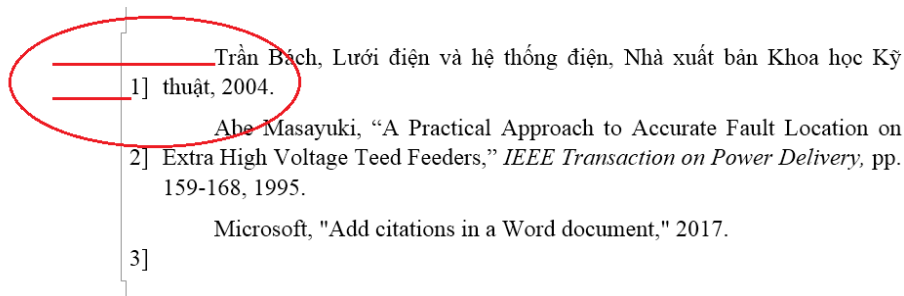 Trần Bách, Lưới điện và hệ thống điện, Nhà xuất bản Khoa học Kỹ
1] thuật, 2004.
Abe Masayuki, “A Practical Approach to Accurate Fault Location on
2] Extra High Voltage Teed Feeders,” IEEE Transaction on Power Delivery, pp.
159-168, 1995.
Microsoft, "Add citations in a Word document," 2017.
3]